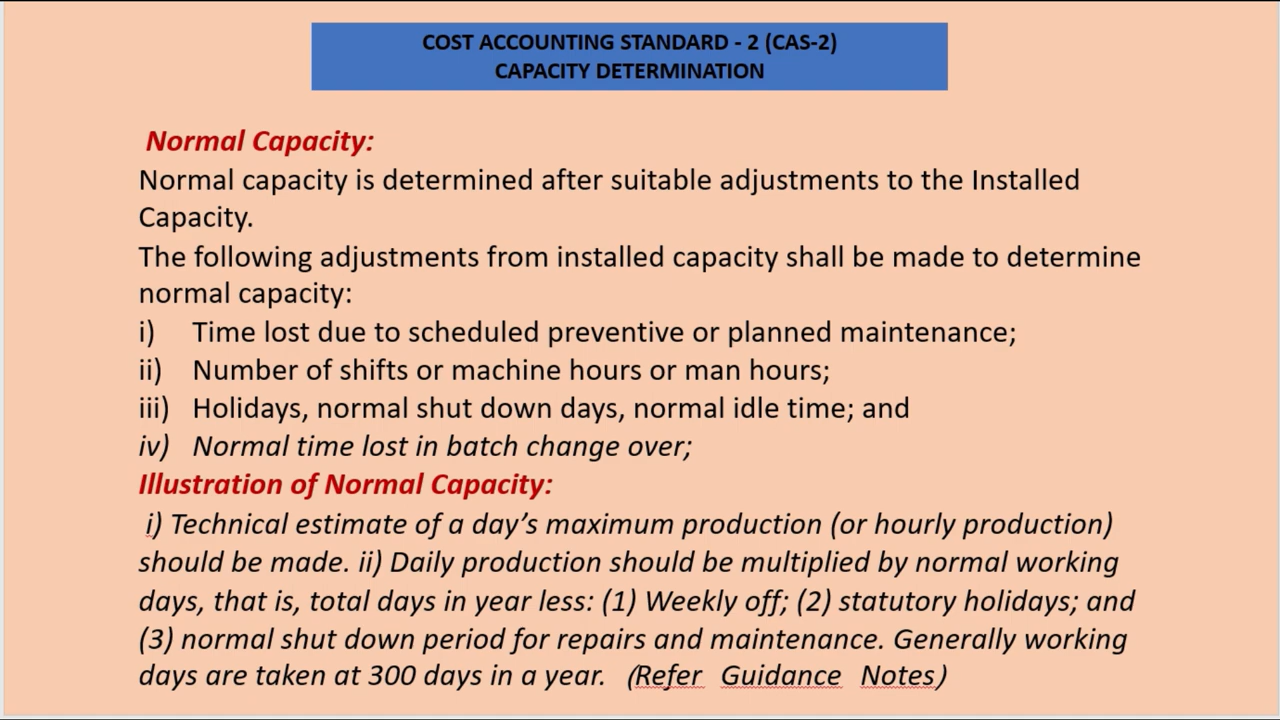 COST ACCOUNTING STANDARD - 2 (CAS-2)
CAPACITY DETERMINATION
Normal Capacity:
Normal capacity is determined after suitable adjustments to the Installed
Capacity.
The following adjustments from installed capacity shall be made to determine
normal capacity:
i) Time lost due to scheduled preventive or planned maintenance;
ii) Number of shifts or machine hours or man hours;
iii) Holidays, normal shut down days, normal idle time; and
iv) Normal time lost in batch change over;
Illustration of Normal Capacity:
i) Technical estimate of a day’s maximum production (or hourly production)
should be made. ii) Daily production should be multiplied by normal working
days, that is, total days in year less: (1) Weekly off; (2) statutory holidays; and
(3) normal shut down period for repairs and maintenance. Generally working
days are taken at 300 days in a year. (Refer Guidance Notes)